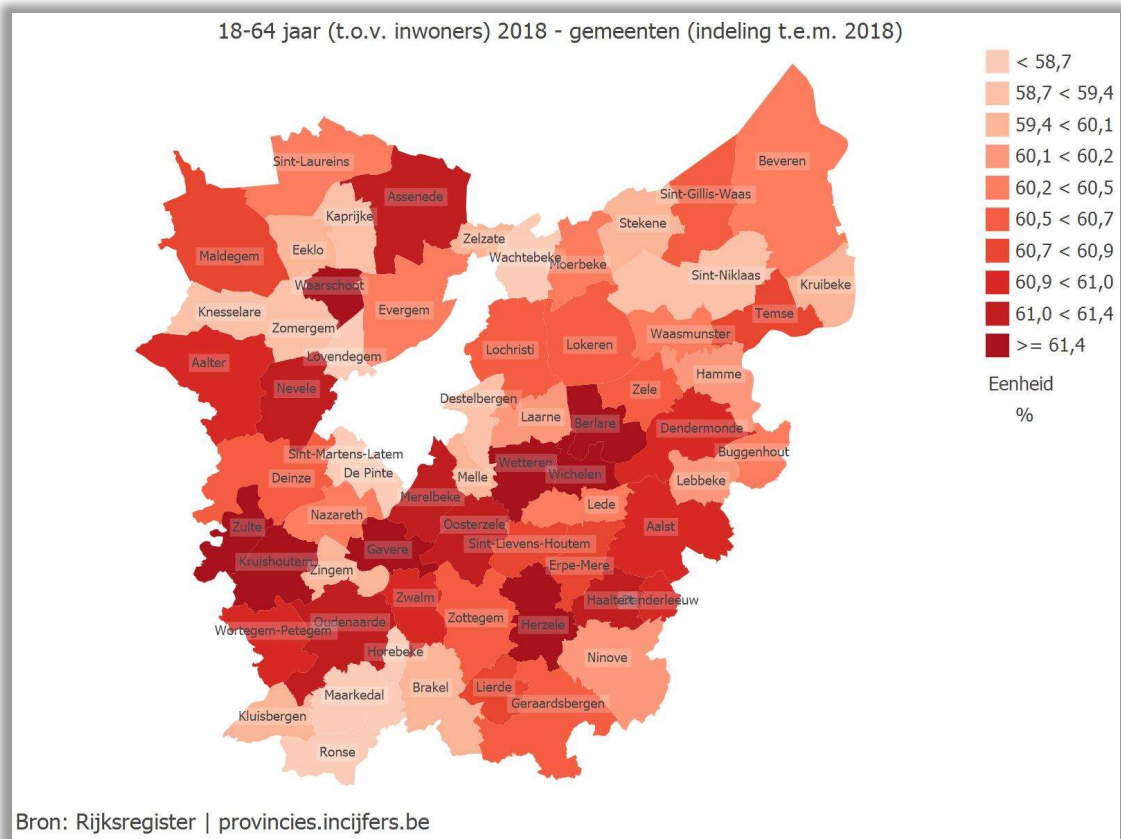 18-64 jaar (t.o.v. inwoners) 2018 - gemeenten (indeling t.e.m. 2018)
< 58,7
58,7 < 59,4
59,4 < 60,1
60,1 < 60,2
60,2 < 60,5
60,5 < 60,7
60,7 < 60,9
60,9 < 61,0
61,0 < 61,4
>= 61,4
Eenheid
%
Beveren
Sint-Laureins
Sint-Gillis-Waas
Assenede
Kaprijke
Stekene
Zelzate
Eeklo
Maldegem
Wachtebeke
Moerbeke
Sint-Niklaas
Kruibeke
Waarschoot
Knesselare
Evergem
Temse
Zomergem
Waasmunster
Lokeren
Lochristi
Lovendegem
Aalter
Hamme
Nevele
Zele
Destelbergen
Laarne
Berlare
Dendermonde
Buggenhout
Sint-Martens-Latem
Wetteren
De Pinte
Wichelen
Deinze
Melle
Lebbeke
Merelbeke
Lede
Nazareth
Zulte
Oosterzele
Aalst
Sint-Lievens-Houtem
Gavere
Kruishoutem
Erpe-Mere
Zingem
Zwalm
Haaltert
Denderleeuw
Zottegem
Oudenaarde
Herzele
Wortegem-Petegem
Horebeke
Ninove
Brakel
Lierde
Maarkedal
Geraardsbergen
Kluisbergen
Ronse
Bron: Rijksregister | provincies.incijfers.be